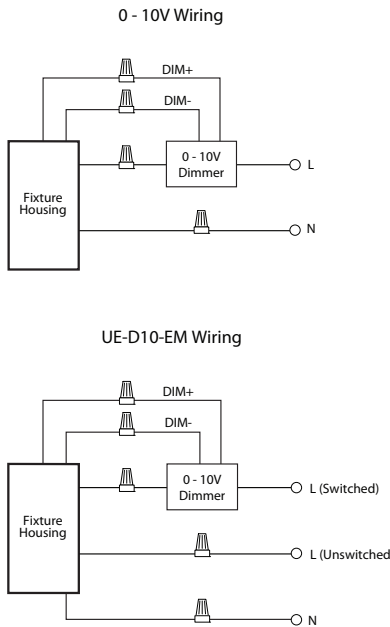 0 - 10V Wiring
DIM+
DIM-
0 - 10V
Dimmer
L
Fixture
Housing
N
UE-D10-EM Wiring
DIM+
DIM-
0 - 10V
Dimmer
L (Switched)
Fixture
Housing
L (Unswitched
N